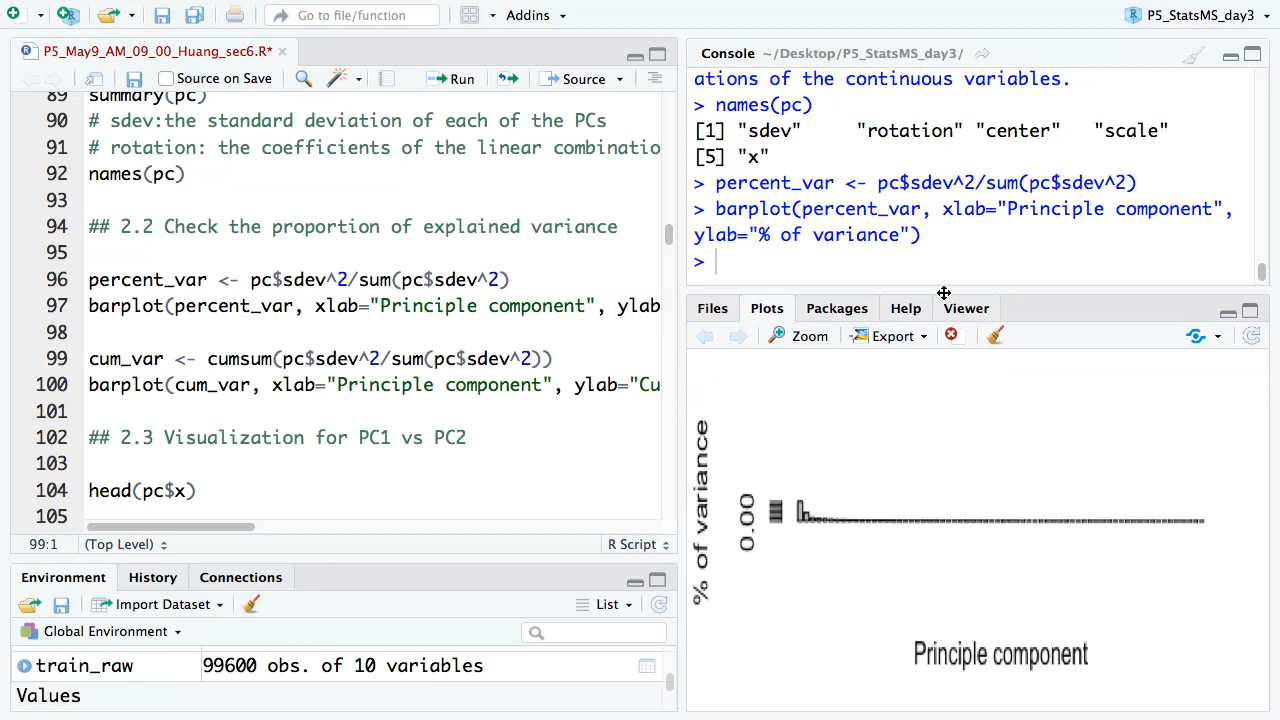 Go to file/function
Addins
P5_StatsMS_day3
P5_May9_AM_09_00_Huang_sec6.R*
Source on Save
Run
Source
89 summary(pc)
90 # sdev:the standard deviation of each of the PCs
91 # rotation: the coefficients of the linear combinatio
92 names(pc)
93
94 ## 2.2 Check the proportion of explained variance
95
96 percent_var <- pc$sdev^2/sum(pc$sdev^2)
97 barplot(percent_var, xlab="Principle component", ylab
98
99 cum_var <- cumsum(pc$sdev^2/sum(pc$sdev^2))
100 barplot(cum_var, xlab="Principle component", ylab="Cu
101
102 ## 2.3 Visualization for PC1 vs PC2
103
104 head(pc$x)
105
99:1 (Top Level) R Script
Environment History Connections
Import Dataset List
Global Environment
train_raw 99600 obs. of 10 variables
Values
Console ~/Desktop/P5_StatsMS_day3/
ations of the continuous variables.
> names(pc)
[1] "sdev" "rotation" "center" "scale"
[5] "x"
> percent_var <- pc$sdev^2/sum(pc$sdev^2)
> barplot(percent_var, xlab="Principle component",
ylab="% of variance")
>
Files Plots Packages Help Viewer
Zoom Export
% of variance
0.00
Principle component